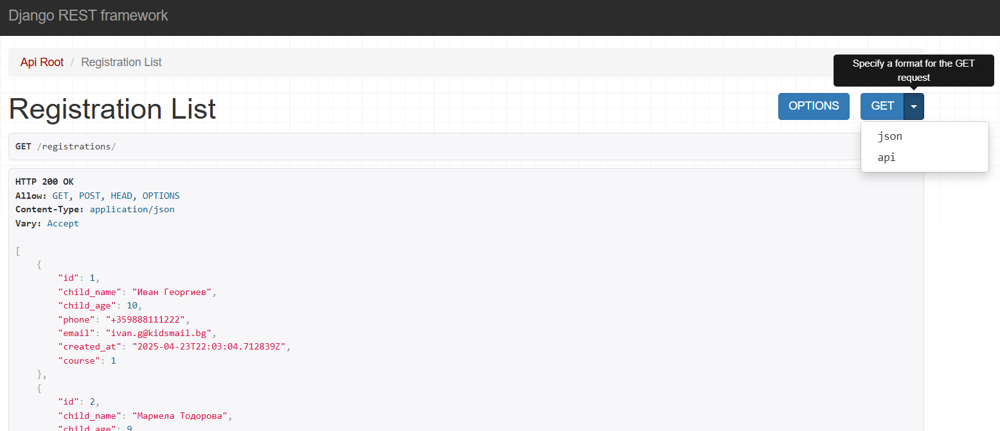 Django REST framework
Api Root / Registration List
Specify a format for the GET
request
Registration List
OPTIONS
GET
json
api
GET /registrations/
HTTP 200 OK
Allow: GET, POST, HEAD, OPTIONS
Content-Type: application/json
Vary: Accept
[
    {
        "id": 1,
        "child_name": "Иван Георгиев",
        "child_age": 10,
        "phone": "+359888111222",
        "email": "ivan.g@kidsmail.bg",
        "created_at": "2025-04-23T22:03:04.712839Z",
        "course": 1
    },
    {
        "id": 2,
        "child_name": "Мариела Тодорова",
        "child_age": 9